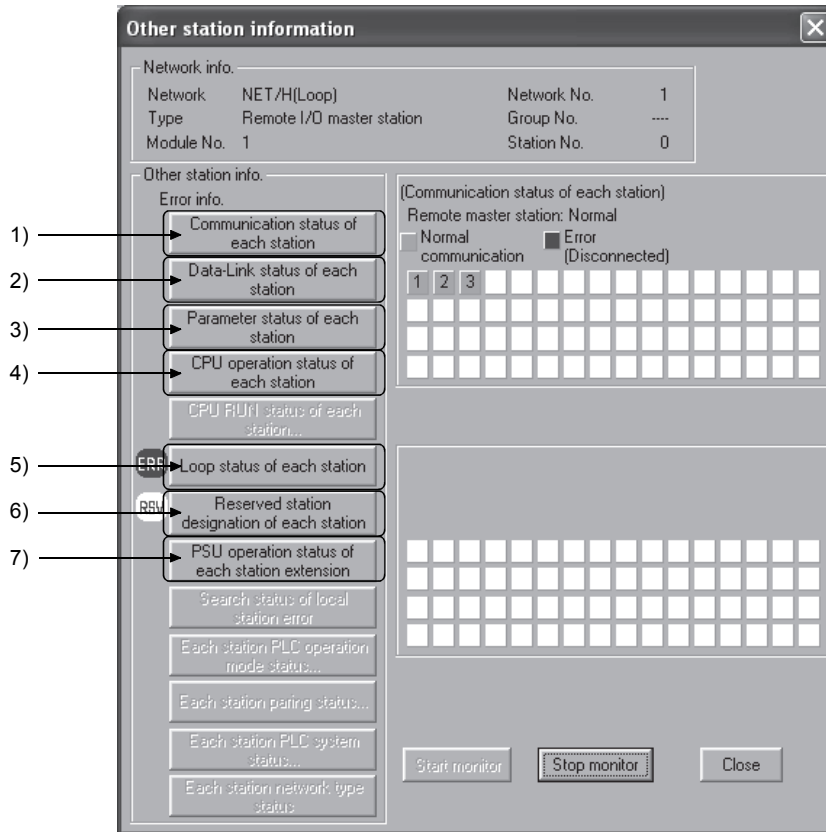 Other station information
Network info.
Network NET/H(Loop) Network No. 1
Type Remote I/O master station Group No. ----
Module No. 1 Station No. 0
Other station info.
Error info.
1)
Communication status of
each station
2)
Data-Link status of each
station
3)
Parameter status of each
station
4)
CPU operation status of
each station
CPU RUN status of each
station...
5)
ERR
Loop status of each station
6)
RSV
Reserved station
designation of each station
7)
PSU operation status of
each station extension
Search status of local
station error
Each station PLC operation
mode status...
Each station paring status...
Each station PLC system
status...
Each station network type
status
(Communication status of each station)
Remote master station: Normal
Normal
communication
Error
(Disconnected)
1 2 3
Start monitor Stop monitor Close